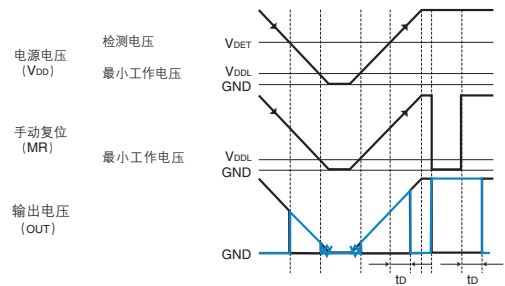 电源电压
（VDD）
检测电压
VDET
最小工作电压
VDDL
GND
手动复位
（MR）
最小工作电压
VDDL
GND
输出电压
（OUT）
GND
tD
tD